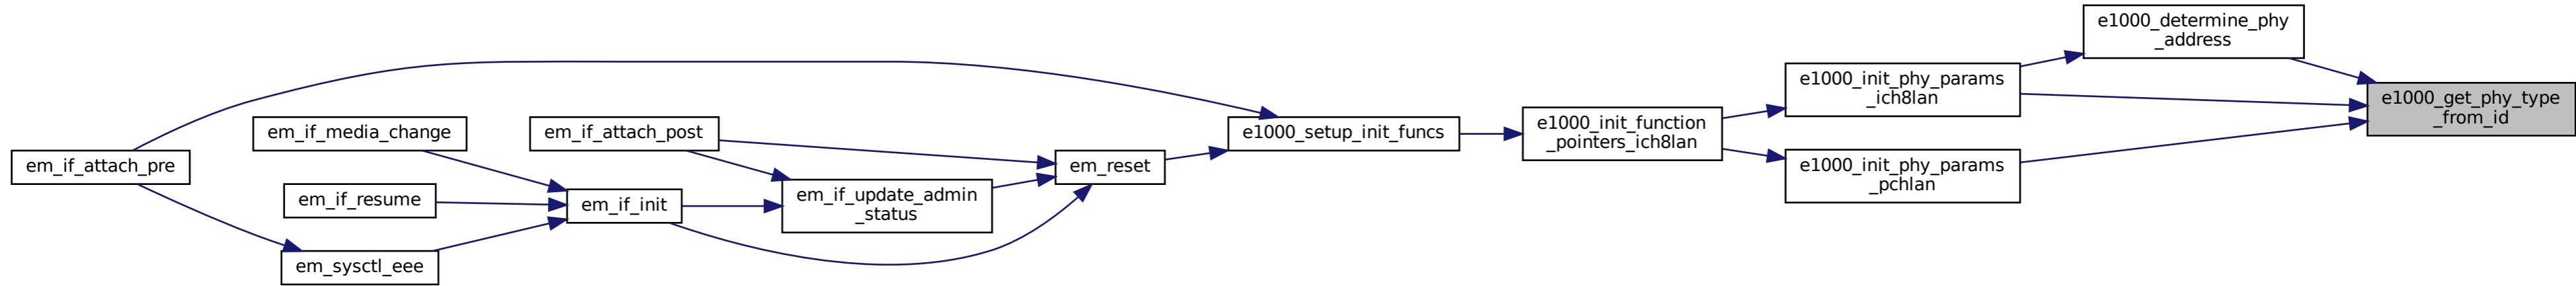 em_if_attach_pre
em_if_media_change
em_if_resume
em_sysctl_eee
em_if_attach_post
em_if_init
em_if_update_admin
_status
em_reset
e1000_setup_init_funcs
e1000_init_function
_pointers_ich8lan
e1000_init_phy_params
_ich8lan
e1000_init_phy_params
_pchlan
e1000_determine_phy
_address
e1000_get_phy_type
_from_id